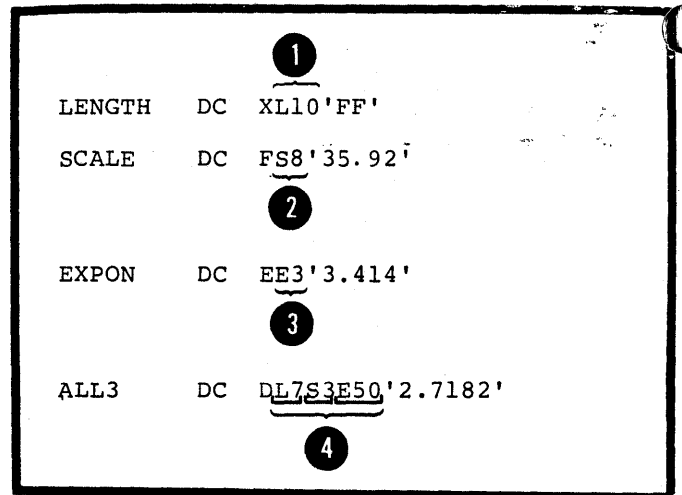 1
LENGTH DC XL10'FF'
SCALE DC FS8'35.92'
2
EXPON DC EE3'3.414'
3
ALL3 DC DL7S3E50'2.7182'
4